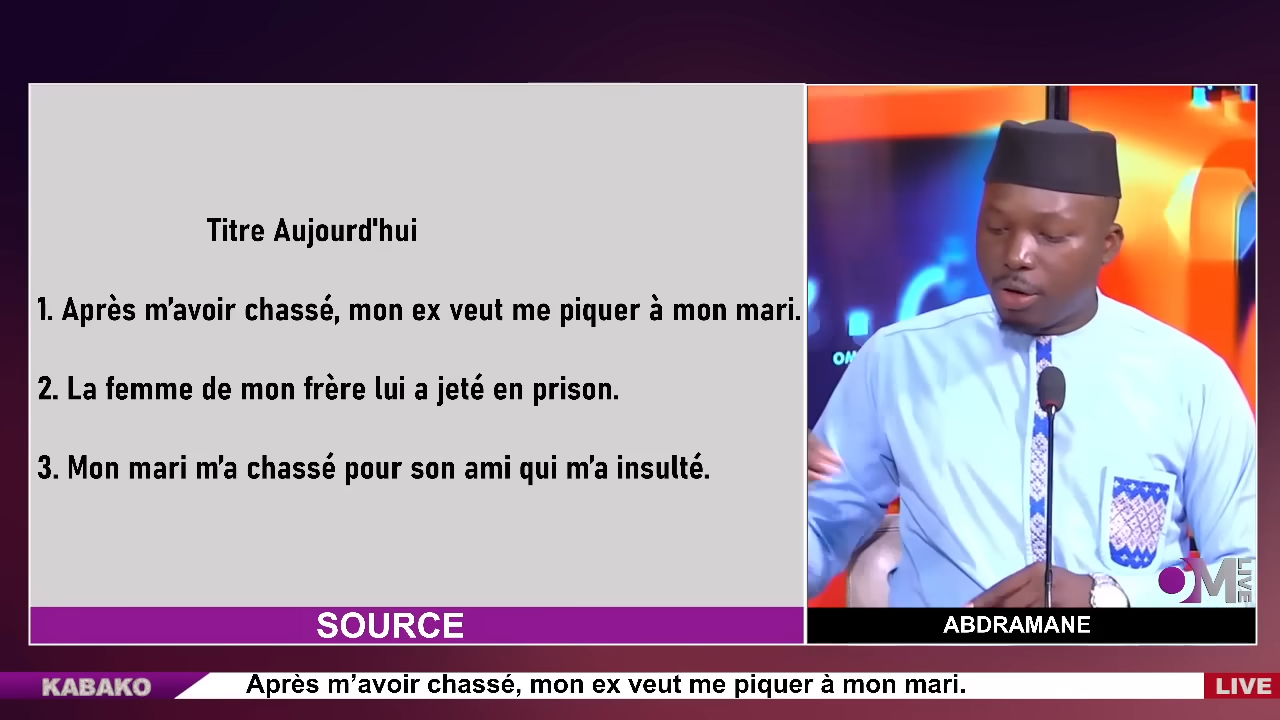 Titre Aujourd'hui
1. Après m’avoir chassé, mon ex veut me piquer à mon mari.
2. La femme de mon frère lui a jeté en prison.
3. Mon mari m’a chassé pour son ami qui m’a insulté.
SOURCE
OM
OM LIVE
ABDRAMANE
KABAKO
Après m’avoir chassé, mon ex veut me piquer à mon mari.
LIVE